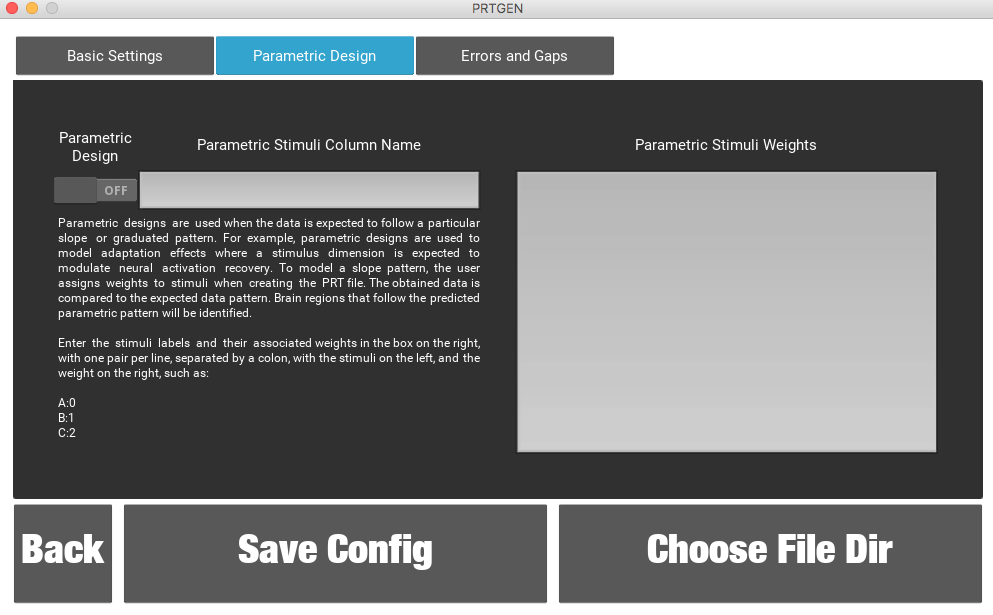 PRTGEN
Basic Settings
Parametric Design
Errors and Gaps
Parametric
Design
Parametric Stimuli Column Name
Parametric Stimuli Weights
OFF
Parametric designs are used when the data is expected to follow a particular
slope or graduated pattern. For example, parametric designs are used to
model adaptation effects where a stimulus dimension is expected to
modulate neural activation recovery. To model a slope pattern, the user
assigns weights to stimuli when creating the PRT file. The obtained data is
compared to the expected data pattern. Brain regions that follow the predicted
parametric pattern will be identified.
Enter the stimuli labels and their associated weights in the box on the right,
with one pair per line, separated by a colon, with the stimuli on the left, and the
weight on the right, such as:
A:0
B:1
C:2
Back
Save Config
Choose File Dir